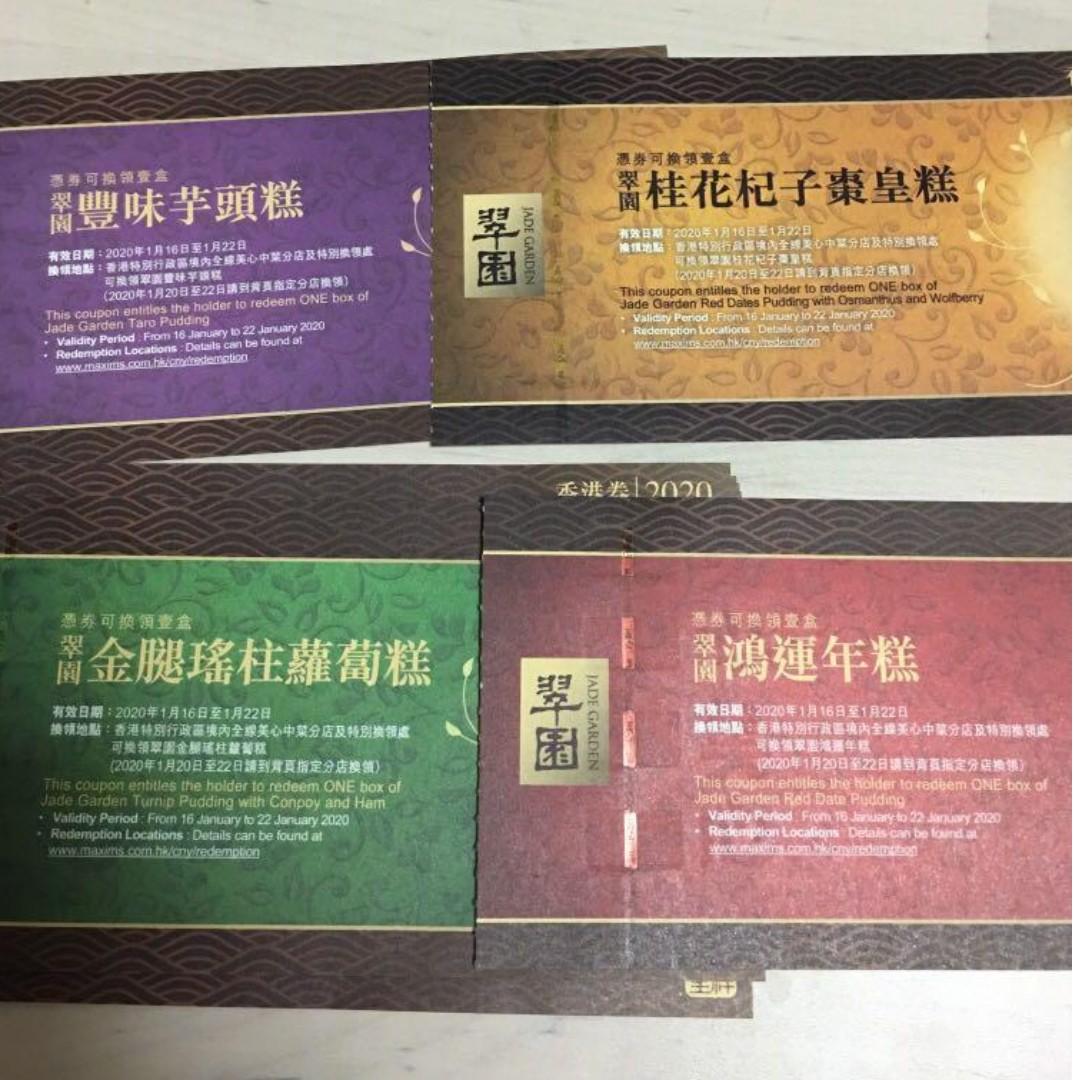 憑券可換領壹盒
翠園 豐味芋頭糕
有效日期：2020年1月16日至1月22日
換領地點：香港特別行政區境內全線美心中菜分店及特別換領處
可換領翠園豐味芋頭糕
（2020年1月20日至22日請到背頁指定分店換領）
This coupon entitles the holder to redeem ONE box of
Jade Garden Taro Pudding
• Validity Period : From 16 January to 22 January 2020
• Redemption Locations : Details can be found at
www.maxims.com.hk/cny/redemption
翠園
JADE GARDEN
憑券可換領壹盒
翠園 桂花杞子棗皇糕
有效日期：2020年1月16日至1月22日
換領地點：香港特別行政區境內全線美心中菜分店及特別換領處
可換領翠園桂花杞子棗皇糕
（2020年1月20日至22日請到背頁指定分店換領）
This coupon entitles the holder to redeem ONE box of
Jade Garden Red Dates Pudding with Osmanthus and Wolfberry
• Validity Period : From 16 January to 22 January 2020
• Redemption Locations : Details can be found at
www.maxims.com.hk/cny/redemption
香港卷|2020
憑券可換領壹盒
翠園 金腿瑤柱蘿蔔糕
有效日期：2020年1月16日至1月22日
換領地點：香港特別行政區境內全線美心中菜分店及特別換領處
可換領翠園金腿瑤柱蘿蔔糕
（2020年1月20日至22日請到背頁指定分店換領）
This coupon entitles the holder to redeem ONE box of
Jade Garden Turnip Pudding with Conpoy and Ham
• Validity Period : From 16 January to 22 January 2020
• Redemption Locations : Details can be found at
www.maxims.com.hk/cny/redemption
翠園
JADE GARDEN
憑券可換領壹盒
翠園 鴻運年糕
有效日期：2020年1月16日至1月22日
換領地點：香港特別行政區境內全線美心中菜分店及特別換領處
可換領翠園鴻運年糕
（2020年1月20日至22日請到背頁指定分店換領）
This coupon entitles the holder to redeem ONE box of
Jade Garden Red Date Pudding
• Validity Period : From 16 January to 22 January 2020
• Redemption Locations : Details can be found at
www.maxims.com.hk/cny/redemption